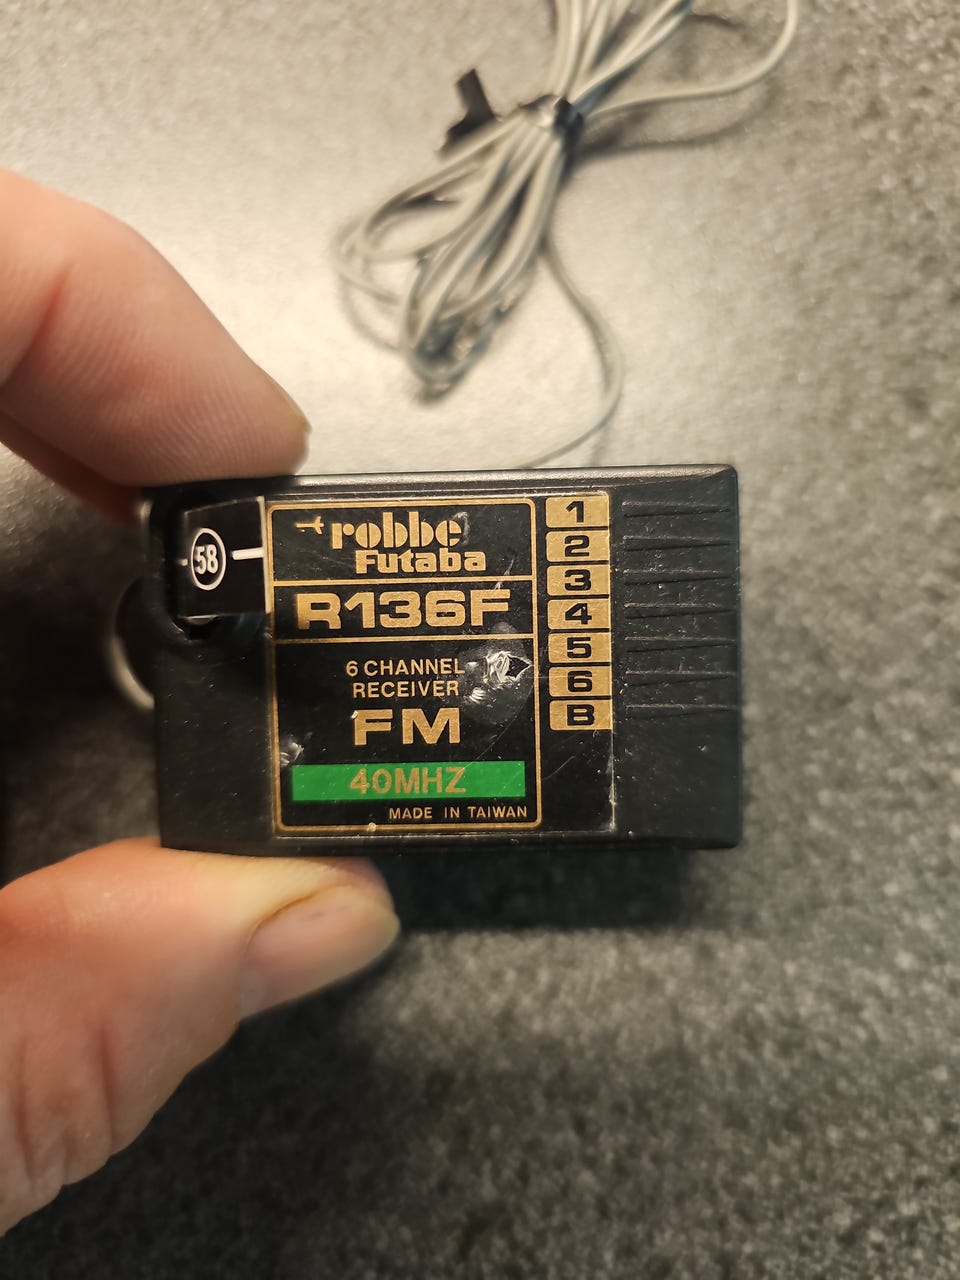 58
robbe
Futaba
R136F
6 CHANNEL
RECEIVER
FM
40MHZ
MADE IN TAIWAN
1
2
3
4
5
6
B